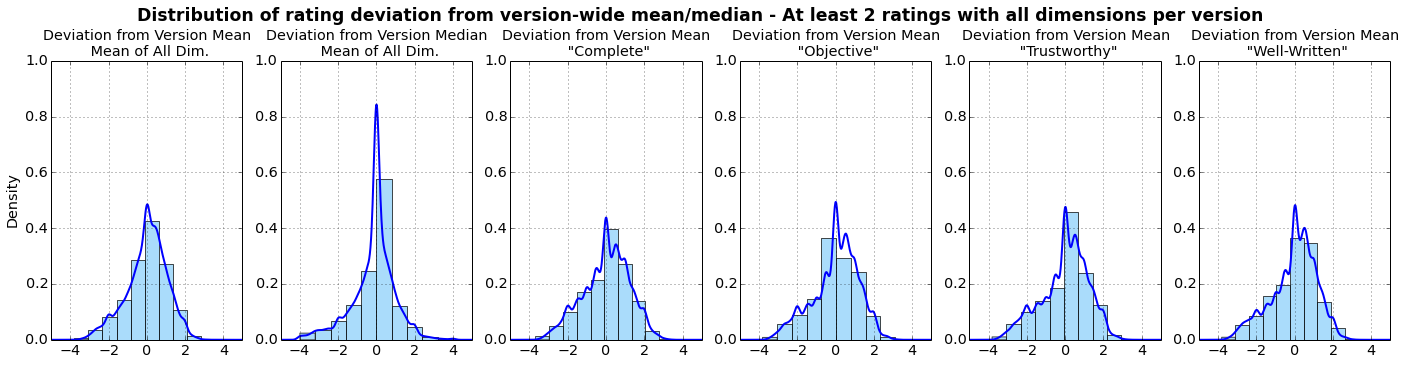 Distribution of rating deviation from version-wide mean/median - At least 2 ratings with all dimensions per version
Deviation from Version Mean
Mean of All Dim.
Deviation from Version Median
Mean of All Dim.
Deviation from Version Mean
"Complete"
Deviation from Version Mean
"Objective"
Deviation from Version Mean
"Trustworthy"
Deviation from Version Mean
"Well-Written"
Density
1.0
0.8
0.6
0.4
0.2
0.0
−4 −2 0 2 4
1.0
0.8
0.6
0.4
0.2
0.0
−4 −2 0 2 4
1.0
0.8
0.6
0.4
0.2
0.0
−4 −2 0 2 4
1.0
0.8
0.6
0.4
0.2
0.0
−4 −2 0 2 4
1.0
0.8
0.6
0.4
0.2
0.0
−4 −2 0 2 4
1.0
0.8
0.6
0.4
0.2
0.0
−4 −2 0 2 4